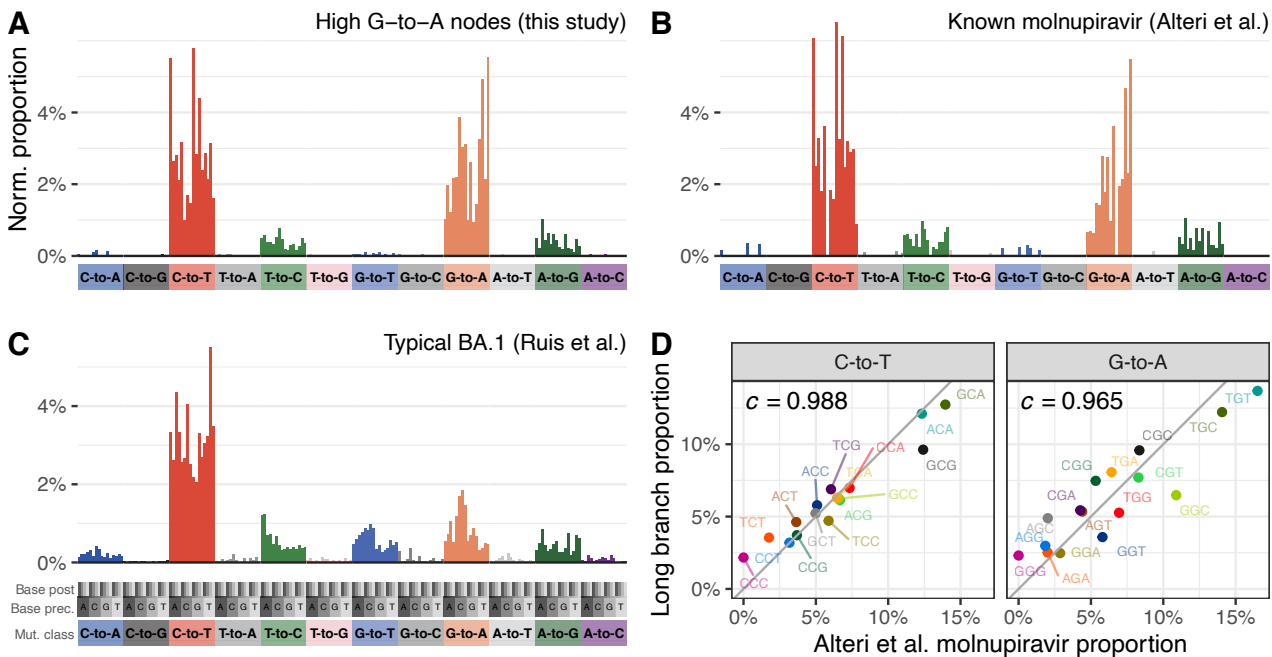 A
High G−to−A nodes (this study)
Norm. proportion
4%
2%
0%
C-to-A C-to-G C-to-T T-to-A T-to-C T-to-G G-to-T G-to-C G-to-A A-to-T A-to-G A-to-C
B
Known molnupiravir (Alteri et al.)
4%
2%
0%
C-to-A C-to-G C-to-T T-to-A T-to-C T-to-G G-to-T G-to-C G-to-A A-to-T A-to-G A-to-C
C
Typical BA.1 (Ruis et al.)
4%
2%
0%
Base post
Base prec. A C G T A C G T A C G T A C G T A C G T A C G T A C G T A C G T A C G T A C G T A C G T A C G T
Mut. class C-to-A C-to-G C-to-T T-to-A T-to-C T-to-G G-to-T G-to-C G-to-A A-to-T A-to-G A-to-C
D
Long branch proportion
10%
5%
0%
C-to-T
c = 0.988
GCA
ACA
TCG
CCA
GCG
ACC
TCA
GCC
ACT
ACG
TCT
GCT
TCC
CCT
CCG
CCC
0% 5% 10% 15%
G-to-A
c = 0.965
TGT
TGC
CGC
CGG
TGA
CGT
CGA
TGG
GGC
AGC
AGT
AGG
GGA
GGT
GGG
AGA
0% 5% 10% 15%
Alteri et al. molnupiravir proportion